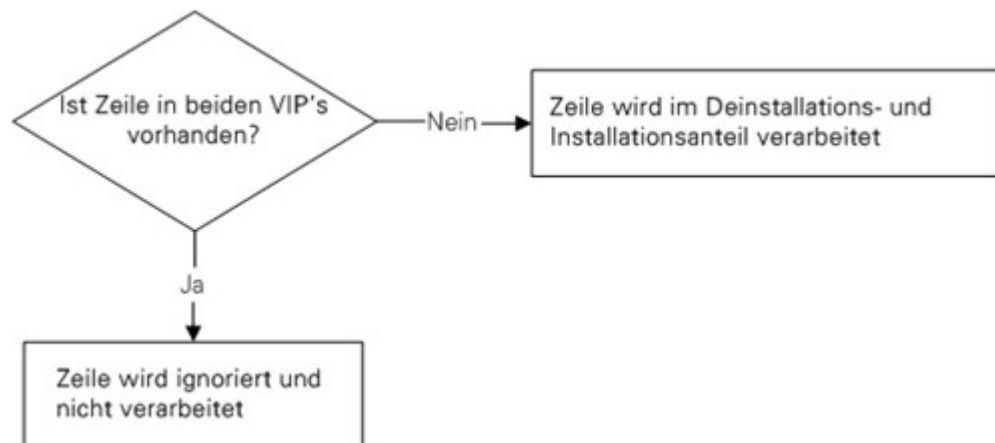 Ist Zeile in beiden VIP's
vorhanden?
Nein
Zeile wird im Deinstallations- und
Installationsanteil verarbeitet
Ja
Zeile wird ignoriert und
nicht verarbeitet